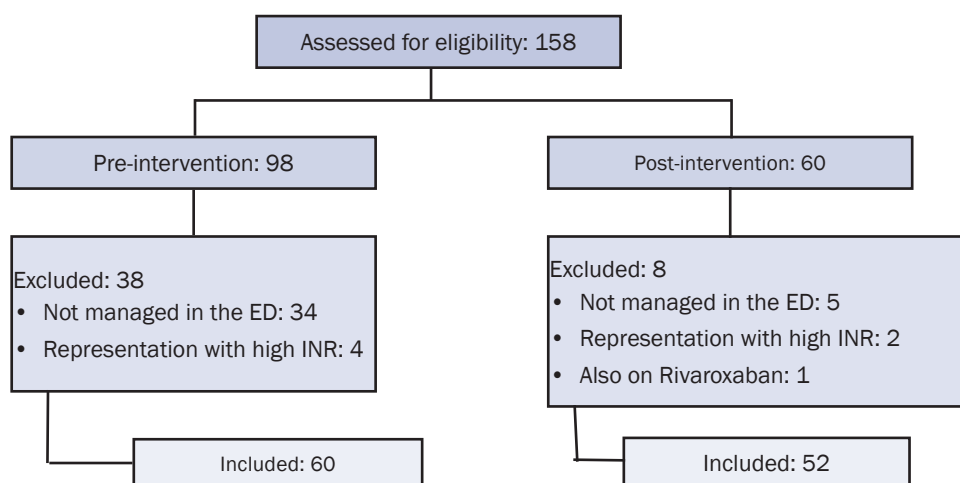 Assessed for eligibility: 158
Pre-intervention: 98
Post-intervention: 60
Excluded: 38
• Not managed in the ED: 34
• Representation with high INR: 4
Excluded: 8
• Not managed in the ED: 5
• Representation with high INR: 2
• Also on Rivaroxaban: 1
Included: 60
Included: 52